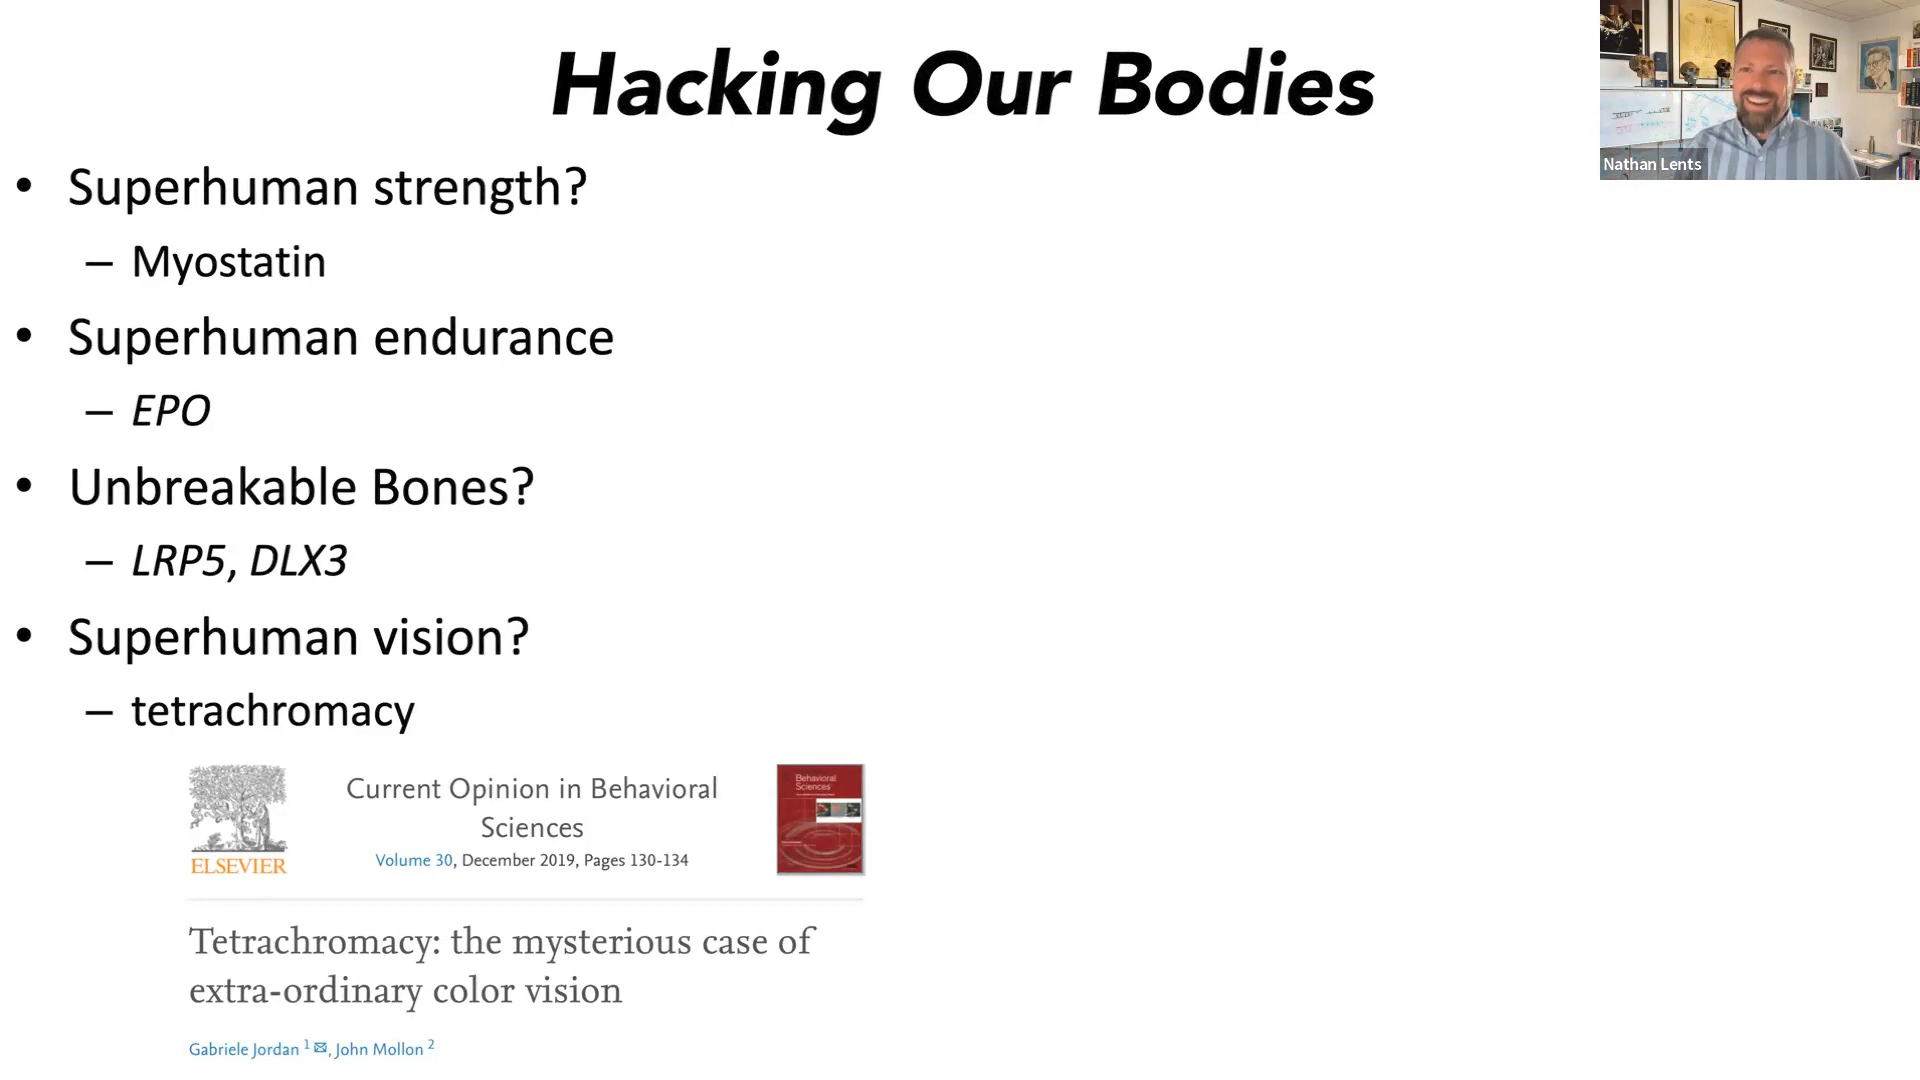 Hacking Our Bodies
Nathan Lents
• Superhuman strength?
– Myostatin
• Superhuman endurance
– EPO
• Unbreakable Bones?
– LRP5, DLX3
• Superhuman vision?
– tetrachromacy
ELSEVIER
Current Opinion in Behavioral
Sciences
Volume 30, December 2019, Pages 130-134
Behavioral
Sciences
Tetrachromacy: the mysterious case of
extra-ordinary color vision
Gabriele Jordan 1 ✉, John Mollon 2